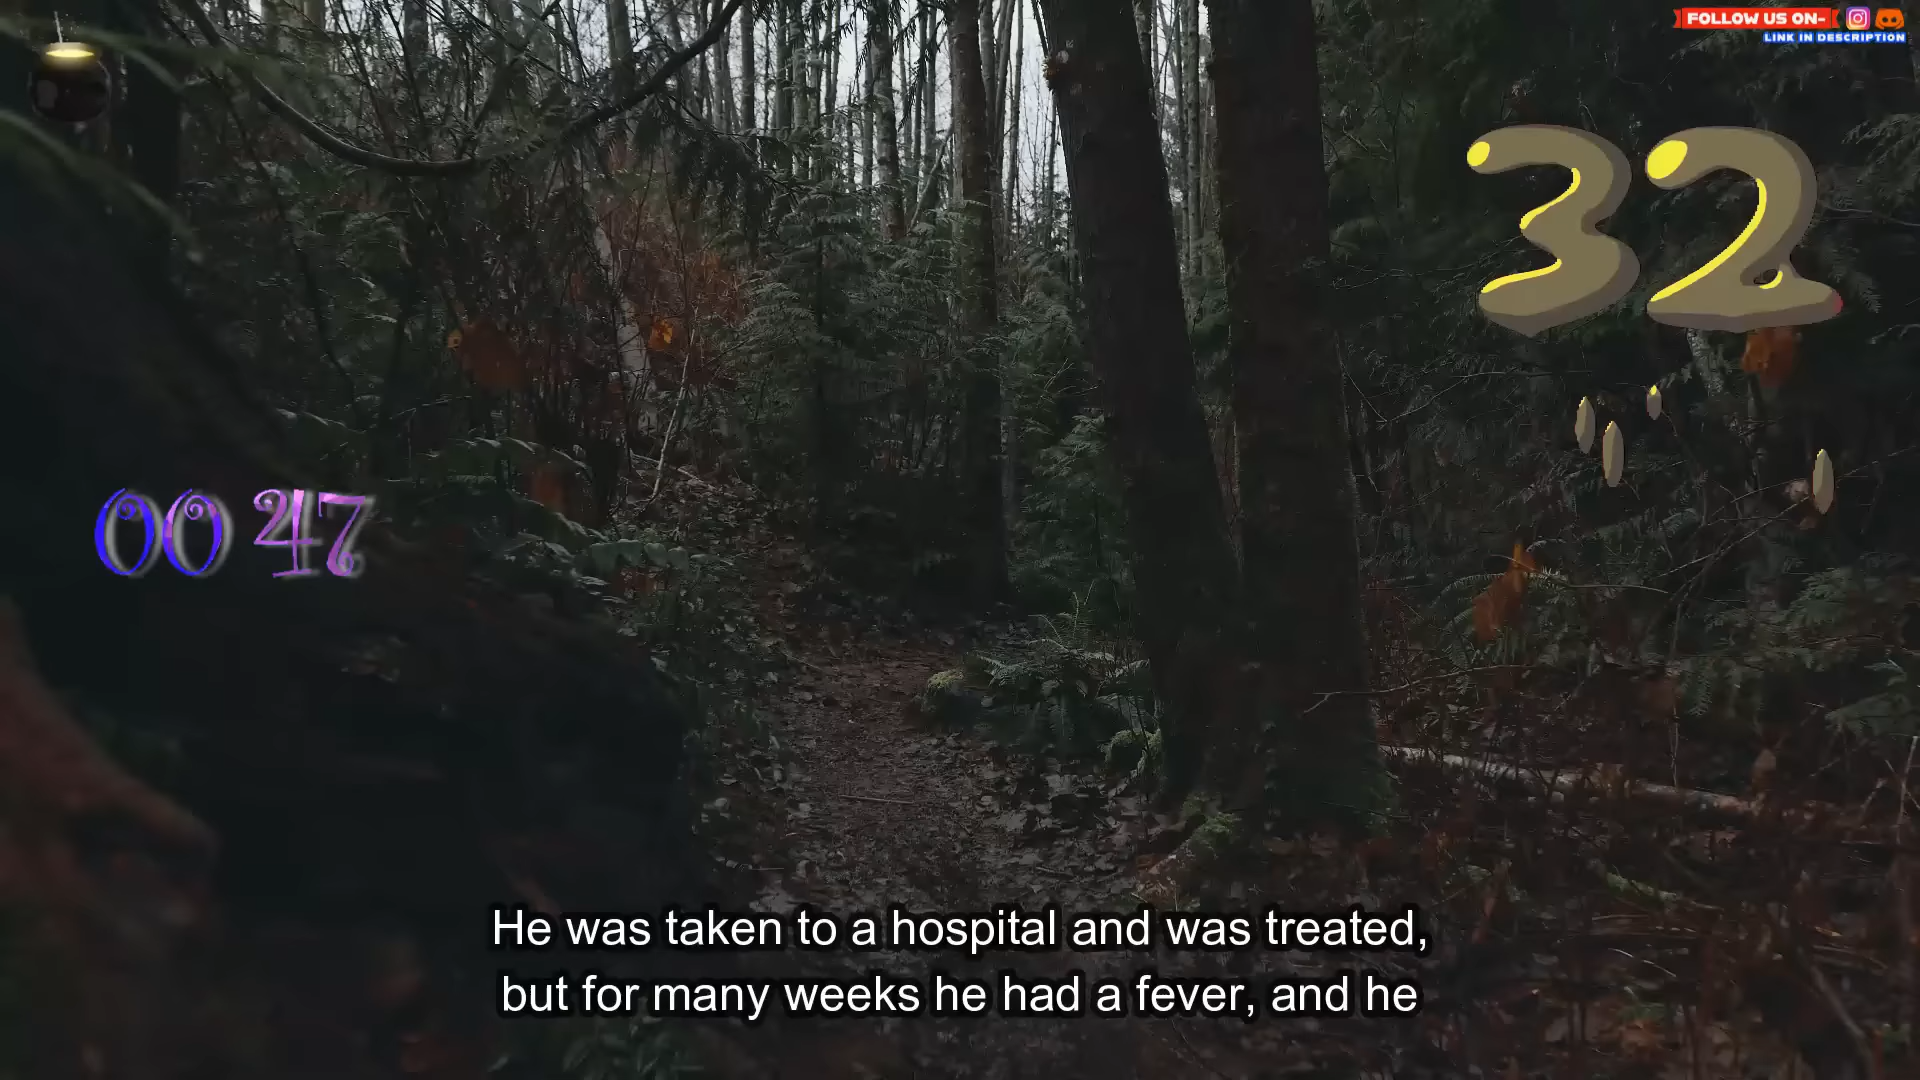 FOLLOW US ON-
LINK IN DESCRIPTION
32
00 47
He was taken to a hospital and was treated,
but for many weeks he had a fever, and he